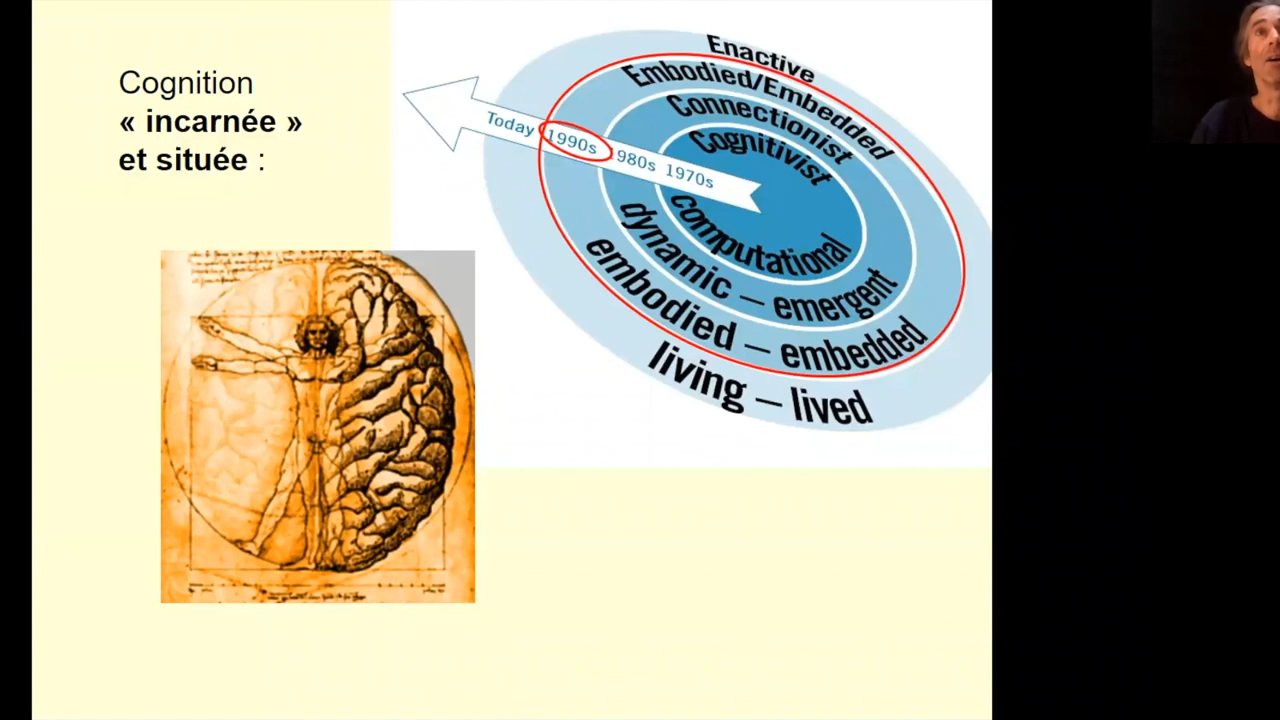 Cognition
« incarnée »
et située :
Enactive
Embodied/Embedded
Connectionist
Cognitivist
Today 1990s 1980s 1970s
computational
dynamic – emergent
embodied – embedded
living – lived